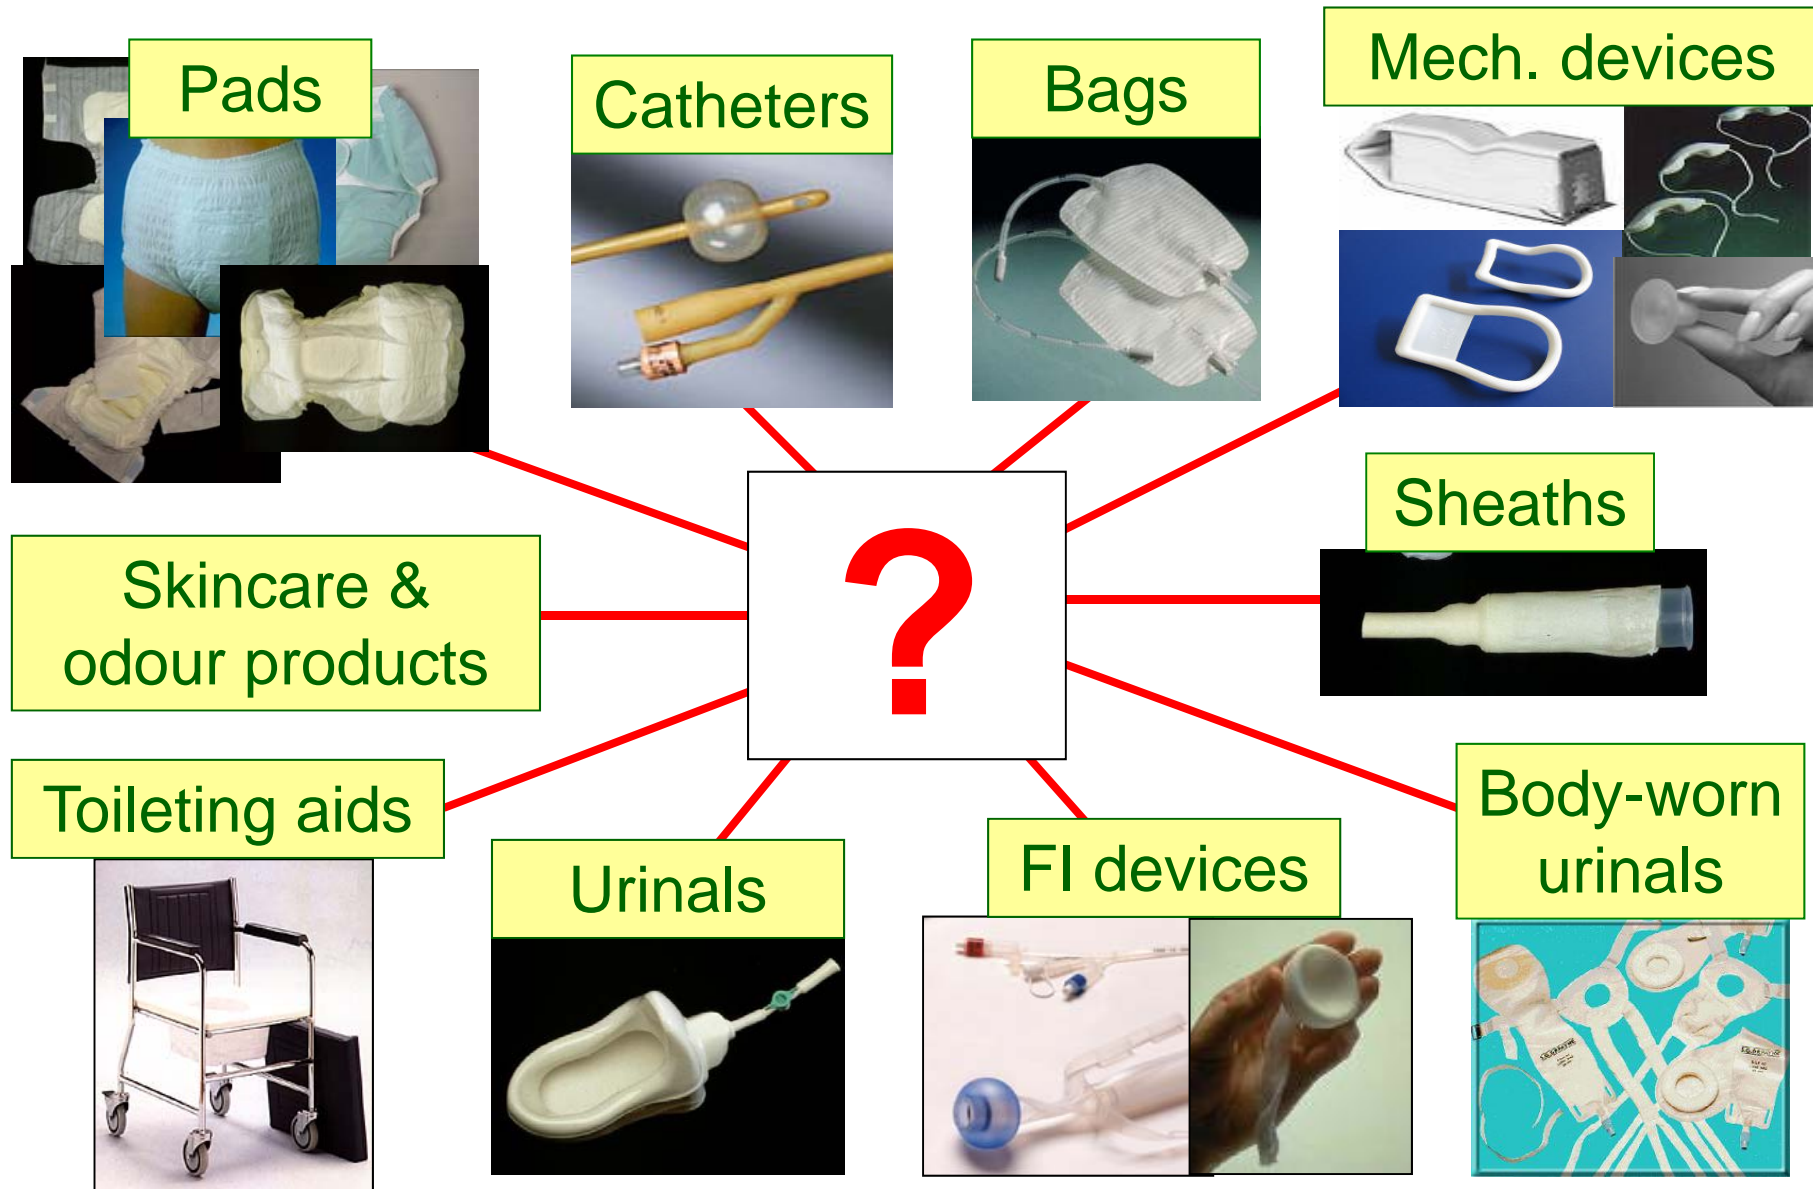 Pads
Catheters
Bags
Mech. devices
Sheaths
Skincare &
odour products
?
Toileting aids
Urinals
FI devices
Body-worn
urinals